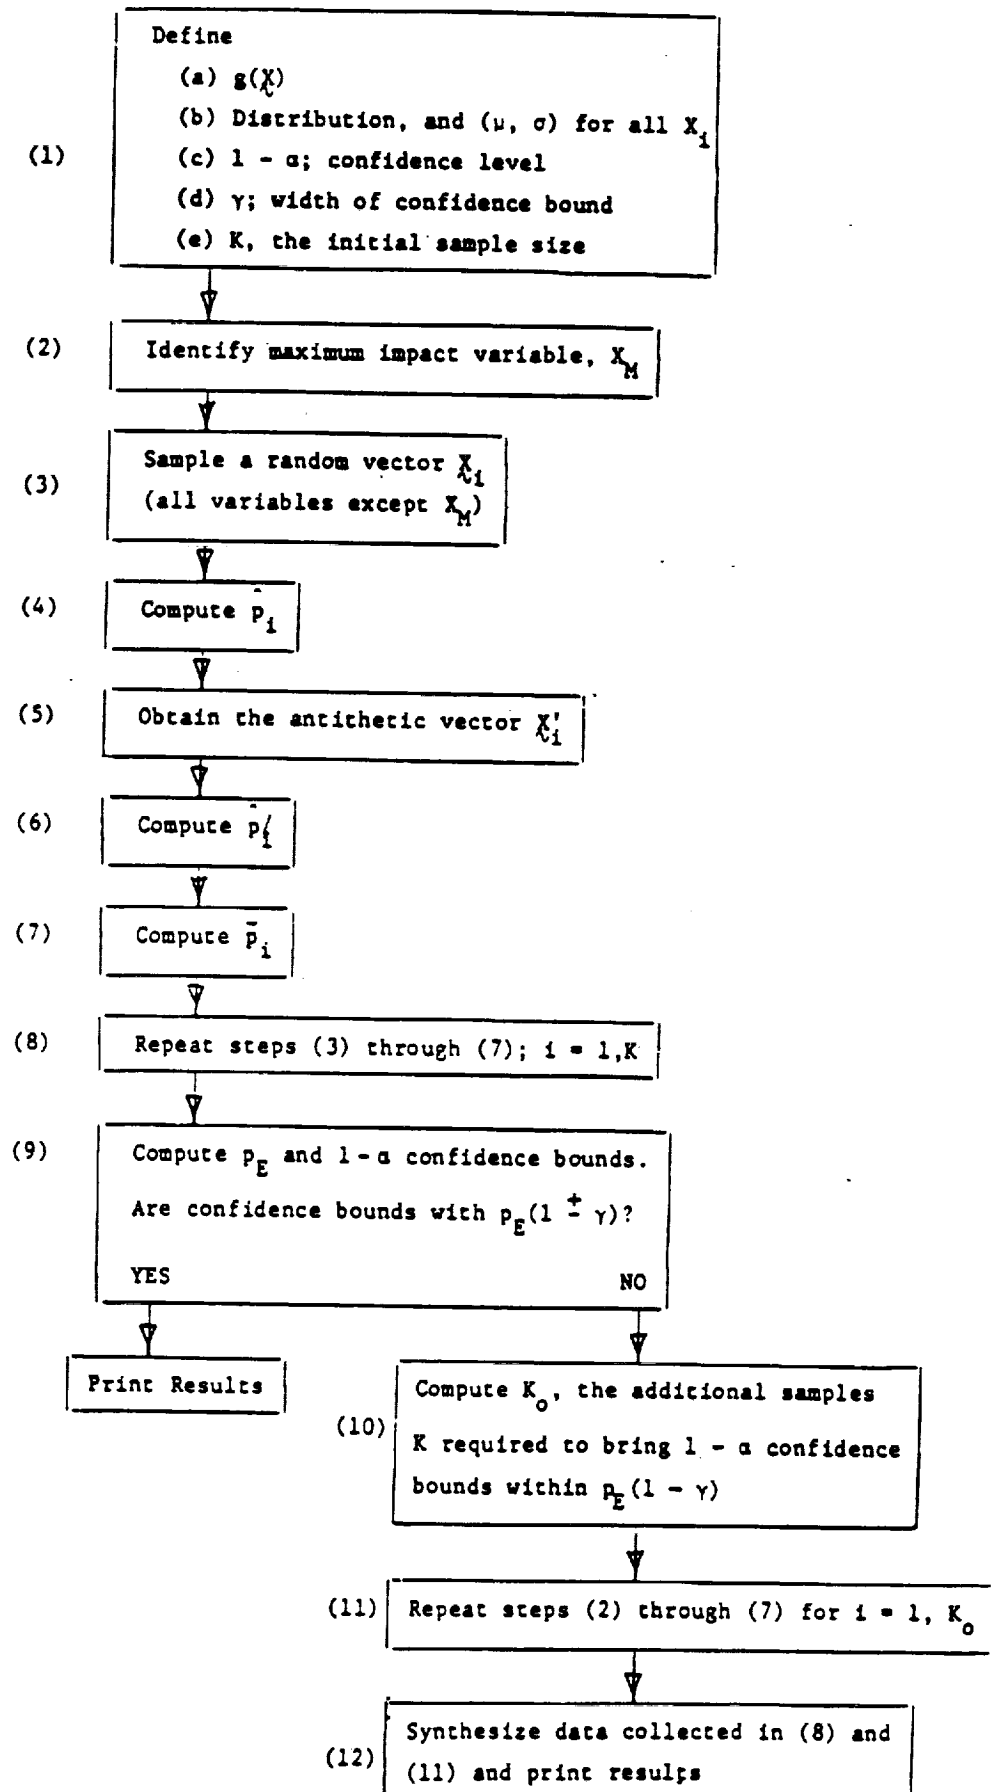 Define
(a) g(X̰)
(b) Distribution, and (μ, σ) for all X_i
(1)
(c) 1 - α; confidence level
(d) γ; width of confidence bound
(e) K, the initial sample size
(2) Identify maximum impact variable, X_M
(3) Sample a random vector X̰_i
(all variables except X_M)
(4) Compute p̂_i
(5) Obtain the antithetic vector X̰'_i
(6) Compute p̂'_i
(7) Compute p̄_i
(8) Repeat steps (3) through (7); i = 1,K
(9) Compute p_E and 1-α confidence bounds.
Are confidence bounds with p_E(1 ± γ)?
YES NO
Print Results
Compute K_o, the additional samples
(10)
K required to bring 1 - α confidence
bounds within p_E(1 - γ)
(11) Repeat steps (2) through (7) for i = 1, K_o
Synthesize data collected in (8) and
(12) (11) and print results